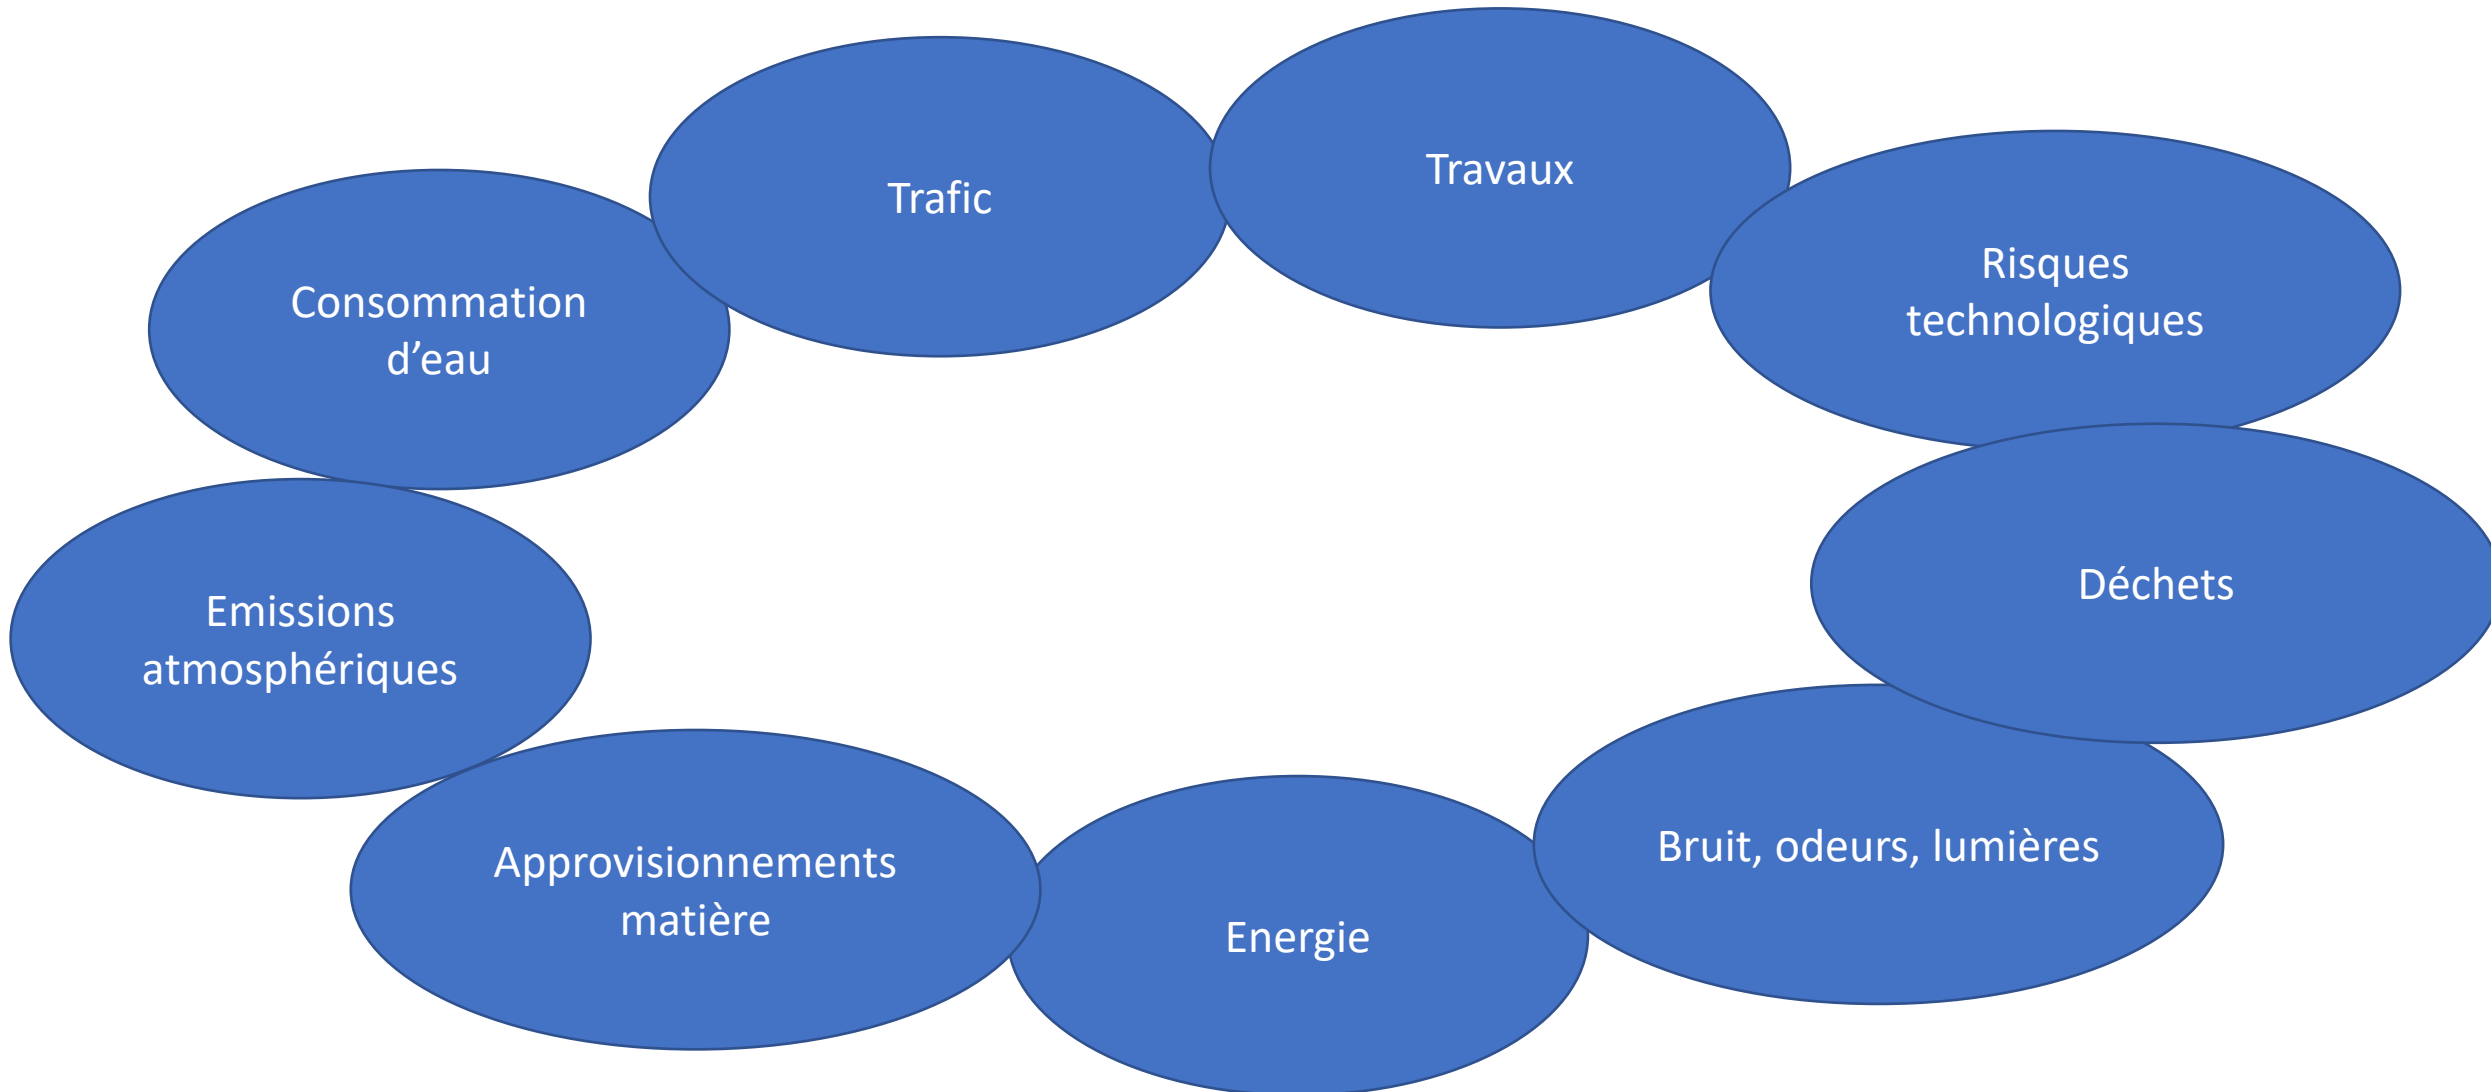 Travaux
Trafic
Risques
technologiques
Consommation
d’eau
Déchets
Emissions
atmosphériques
Bruit, odeurs, lumières
Approvisionnements
matière
Energie